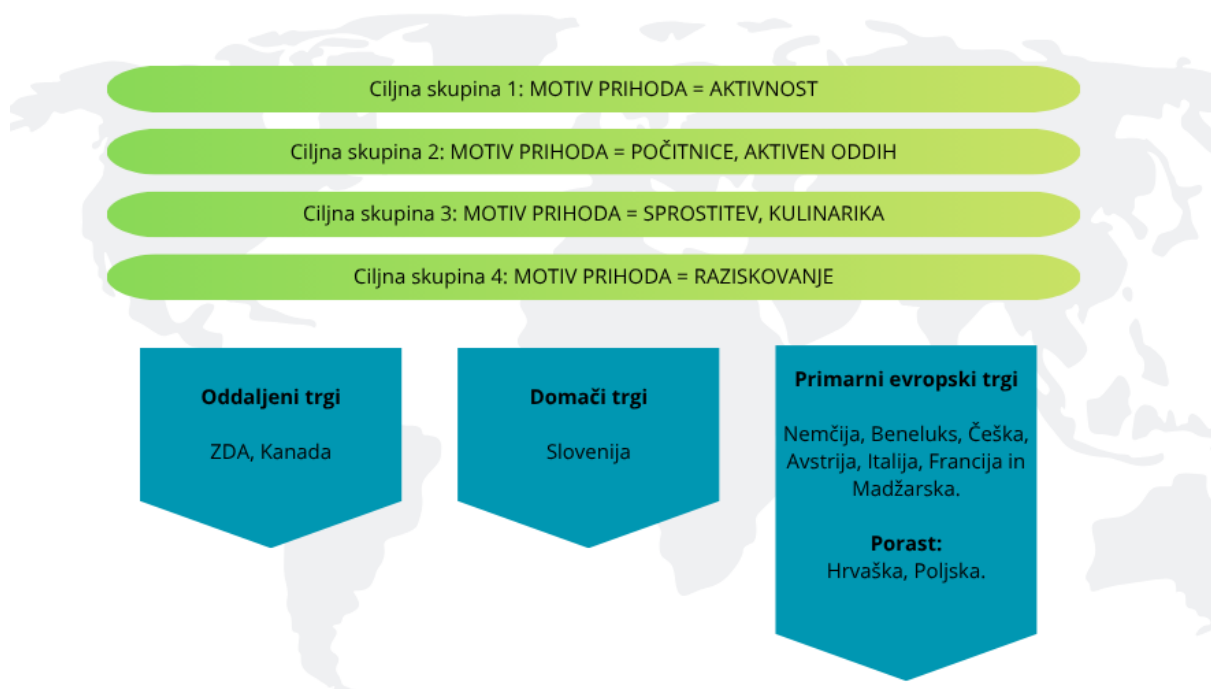 Ciljna skupina 1: MOTIV PRIHODA = AKTIVNOST
Ciljna skupina 2: MOTIV PRIHODA = POČITNICE, AKTIVEN ODDIH
Ciljna skupina 3: MOTIV PRIHODA = SPROSTITEV, KULINARIKA
Ciljna skupina 4: MOTIV PRIHODA = RAZISKOVANJE
Oddaljeni trgi
ZDA, Kanada
Domači trgi
Slovenija
Primarni evropski trgi
Nemčija, Beneluks, Češka,
Avstrija, Italija, Francija in
Madžarska.
Porast:
Hrvaška, Poljska.